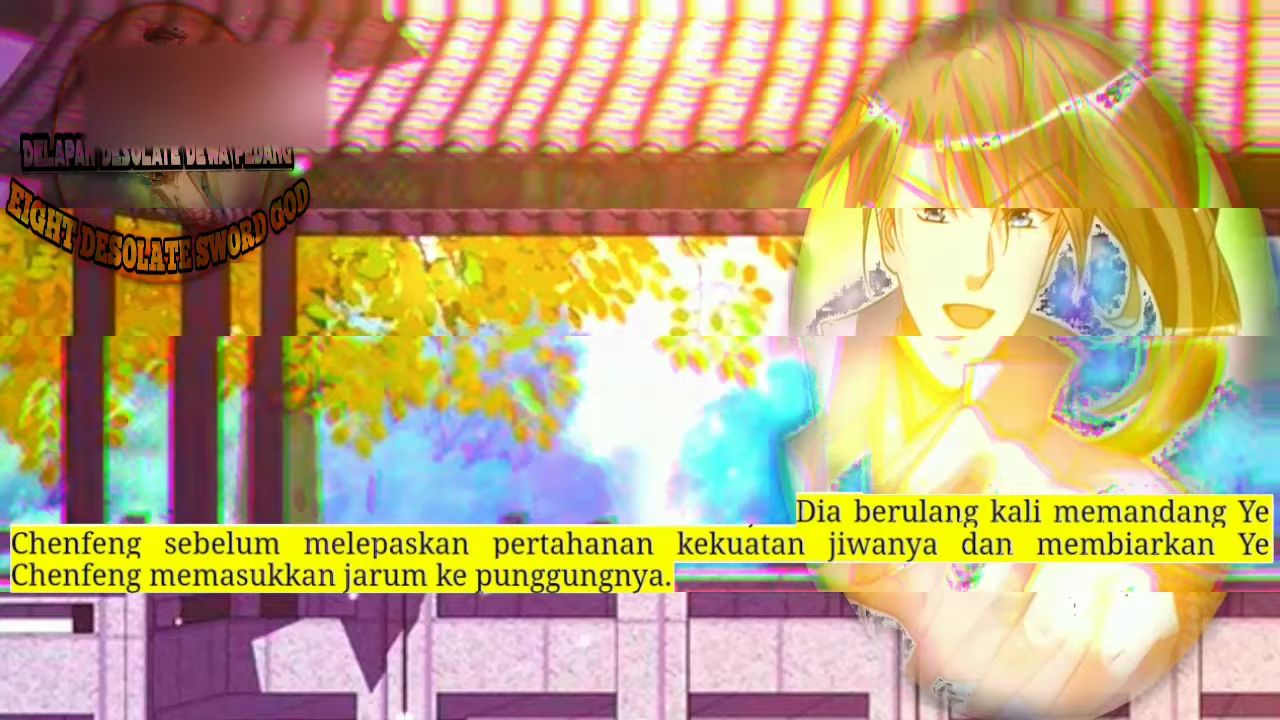 DELAPAN DESOLATE DEWA PEDANG
EIGHT DESOLATE SWORD GOD
Dia berulang kali memandang Ye
Chenfeng sebelum melepaskan pertahanan kekuatan jiwanya dan membiarkan Ye
Chenfeng memasukkan jarum ke punggungnya.